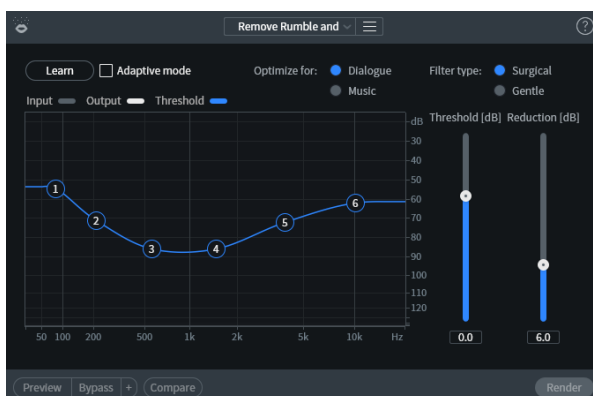 Remove Rumble and
?
Learn
Adaptive mode
Optimize for:
Dialogue
Music
Filter type:
Surgical
Gentle
Input
Output
Threshold
Threshold [dB]
Reduction [dB]
-dB
30
40
50
60
70
80
90
100
110
120
1
2
3
4
5
6
50 100 200 500 1k 2k 5k 10k Hz
0.0
6.0
Preview
Bypass
+
Compare
Render